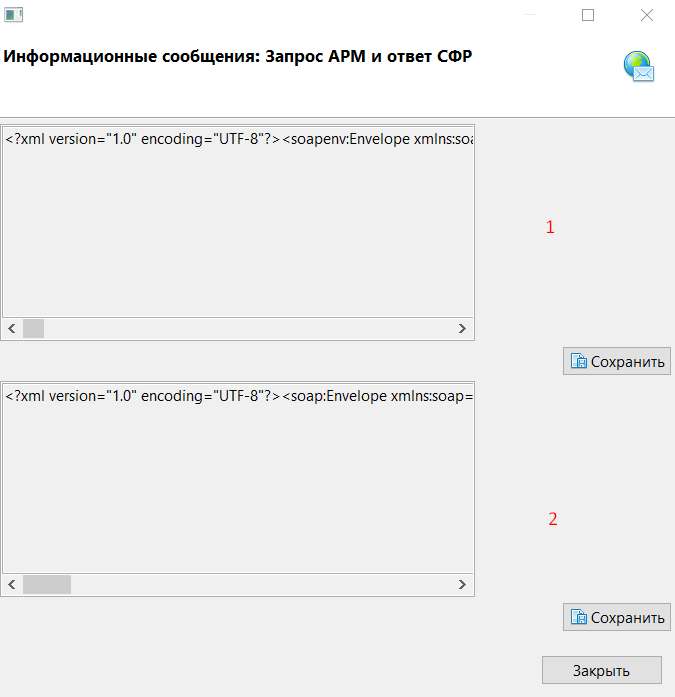 Информационные сообщения: Запрос АРМ и ответ СФР
<?xml version="1.0" encoding="UTF-8"?><soapenv:Envelope xmlns:soa
1
Сохранить
<?xml version="1.0" encoding="UTF-8"?><soap:Envelope xmlns:soap=
2
Сохранить
Закрыть